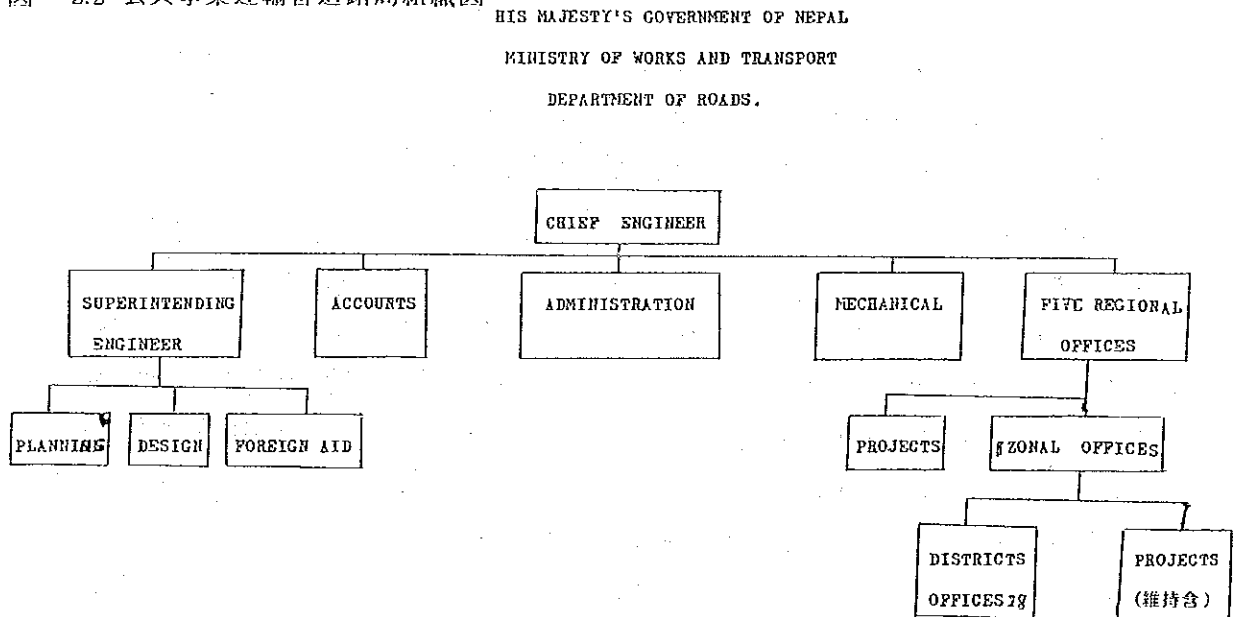 HIS MAJESTY'S GOVERNMENT OF NEPAL
MINISTRY OF WORKS AND TRANSPORT
DEPARTMENT OF ROADS.
CHIEF ENGINEER
SUPERINTENDING
ENGINEER
ACCOUNTS
ADMINISTRATION
MECHANICAL
FIVE REGIONAL
OFFICES
PLANNING
DESIGN
FOREIGN AID
PROJECTS
ZONAL OFFICES
DISTRICTS
OFFICES
PROJECTS
(維持含)